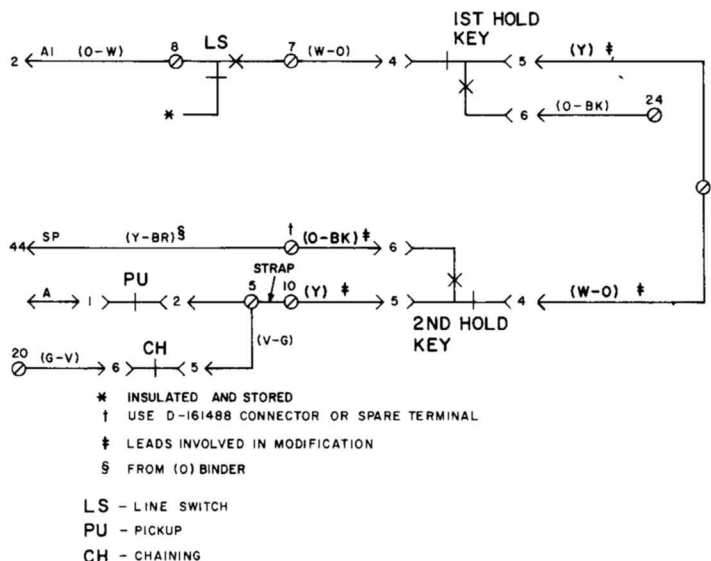 1ST HOLD KEY
2 A1 (O-W) 8 LS 7 (W-O) 4 5 (Y) ‡
*
6 (O-BK) 24
44 SP (Y-BR)§ † (O-BK)‡ 6
A 1 PU 2 5 STRAP 10 (Y) ‡ 5 4 (W-O) ‡
2ND HOLD KEY
20 (G-V) 6 CH 5 (V-G)
* INSULATED AND STORED
† USE D-161488 CONNECTOR OR SPARE TERMINAL
‡ LEADS INVOLVED IN MODIFICATION
§ FROM (O) BINDER
LS - LINE SWITCH
PU - PICKUP
CH - CHAINING